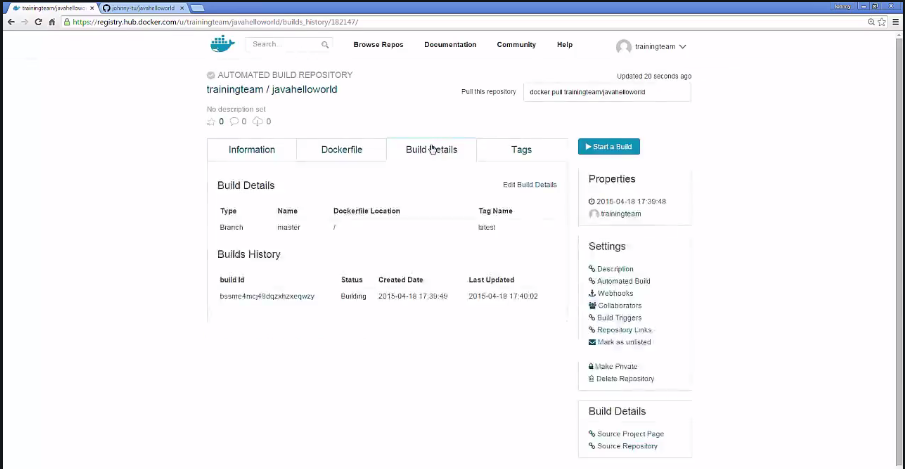 trainingteam/javahellowo
johnny-tu/javahelloworld
https://registry.hub.docker.com/u/trainingteam/javahelloworld/builds_history/182147/
Search...
Browse Repos
Documentation
Community
Help
trainingteam
AUTOMATED BUILD REPOSITORY
Updated 20 seconds ago
trainingteam / javahelloworld
Pull this repository
docker pull trainingteam/javahelloworld
No description set
0 0 0
Information
Dockerfile
Build Details
Tags
Start a Build
Build Details
Edit Build Details
Type Name Dockerfile Location Tag Name
Branch master / latest
Builds History
build Id Status Created Date Last Updated
Building 2015-04-18 17:39:49 2015-04-18 17:40:02
Properties
2015-04-18 17:39:48
trainingteam
Settings
Description
Automated Build
Webhooks
Collaborators
Build Triggers
Repository Links
Mark as unlisted
Make Private
Delete Repository
Build Details
Source Project Page
Source Repository